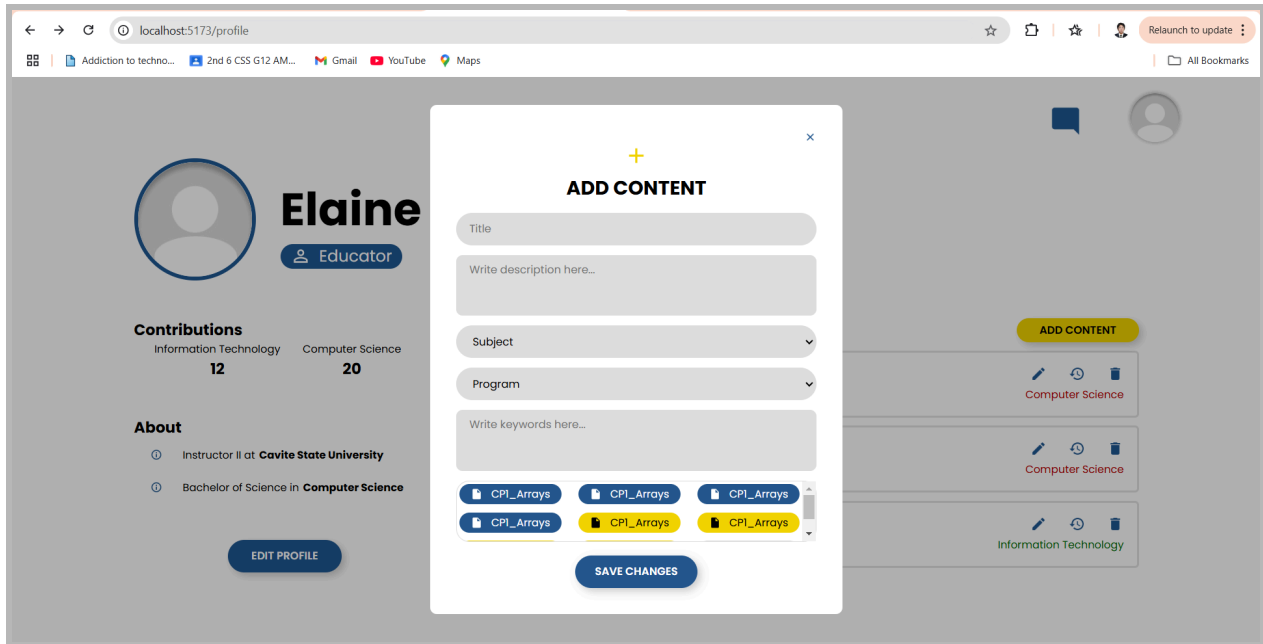 localhost:5173/profile
Relaunch to update
Addiction to techno...
2nd 6 CSS G12 AM...
Gmail
YouTube
Maps
All Bookmarks
Elaine
Educator
Contributions
Information Technology
Computer Science
12
20
About
Instructor II at Cavite State University
Bachelor of Science in Computer Science
EDIT PROFILE
×
+
ADD CONTENT
Title
Write description here...
Subject
Program
Write keywords here...
CP1_Arrays CP1_Arrays CP1_Arrays
CP1_Arrays CP1_Arrays CP1_Arrays
SAVE CHANGES
ADD CONTENT
Computer Science
Computer Science
Information Technology